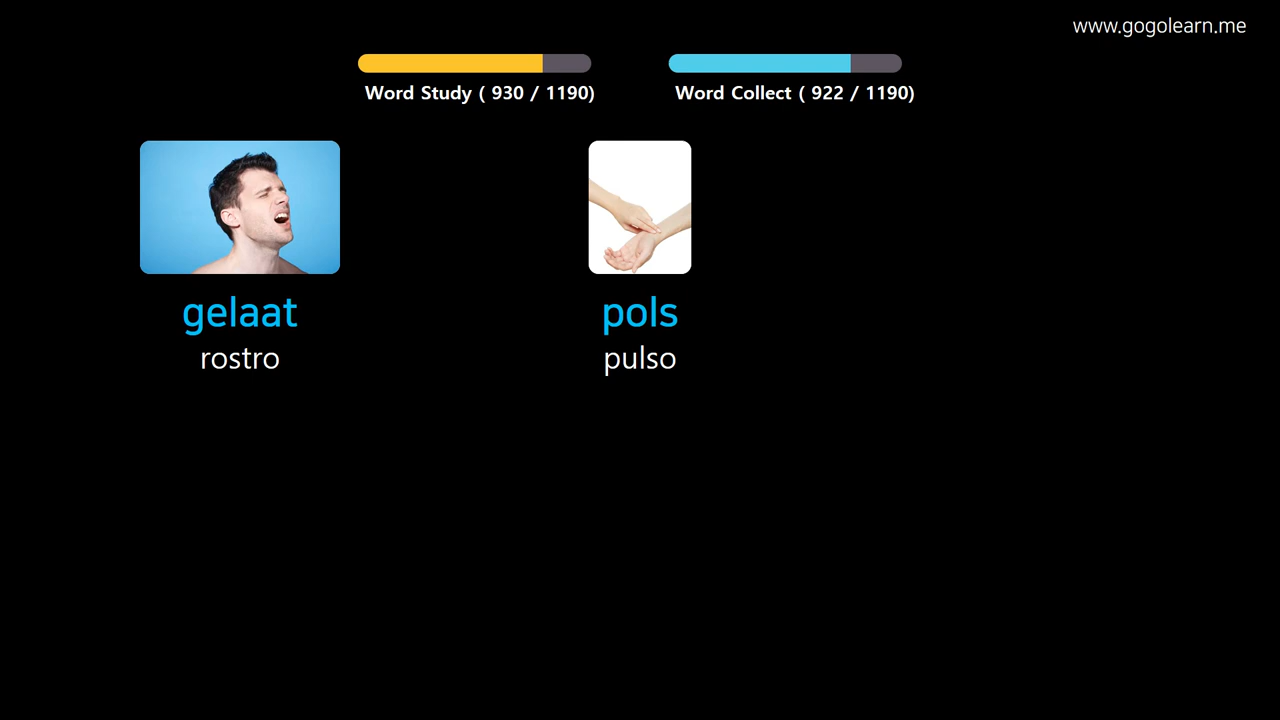 www.gogolearn.me
Word Study ( 930 / 1190)
Word Collect ( 922 / 1190)
gelaat
rostro
pols
pulso